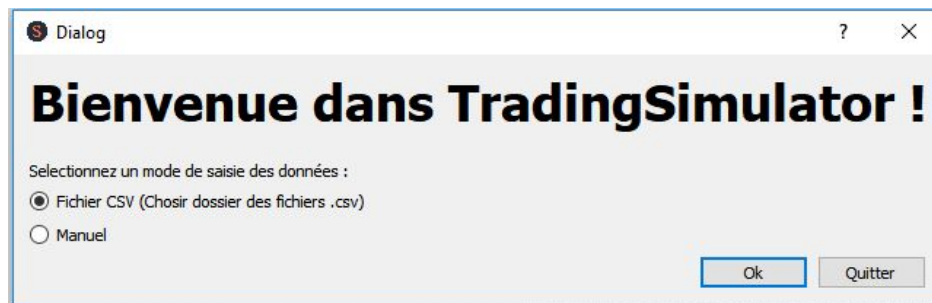 S Dialog ?
Bienvenue dans TradingSimulator !
Selectionnez un mode de saisie des données :
Fichier CSV (Chosir dossier des fichiers .csv)
Manuel
Ok Quitter